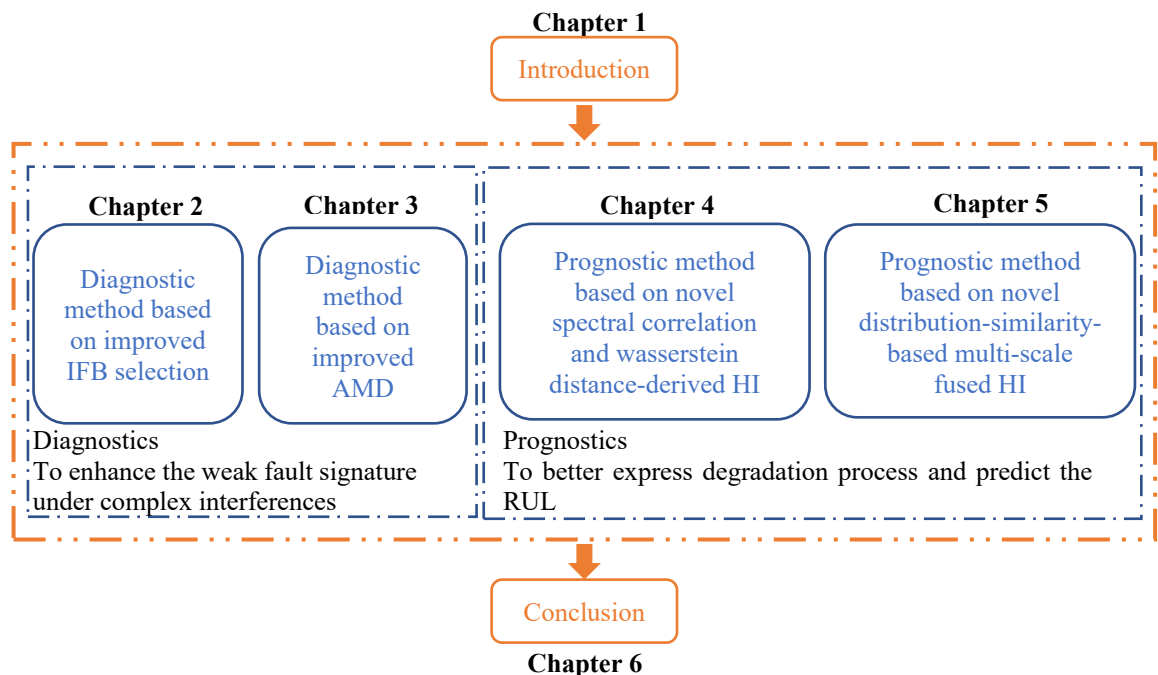 Chapter 1
Introduction
Chapter 2
Diagnostic
method based
on improved
IFB selection
Chapter 3
Diagnostic
method
based on
improved
AMD
Diagnostics
To enhance the weak fault signature
under complex interferences
Chapter 4
Prognostic method
based on novel
spectral correlation
and wasserstein
distance-derived HI
Chapter 5
Prognostic method
based on novel
distribution-similarity-
based multi-scale
fused HI
Prognostics
To better express degradation process and predict the
RUL
Conclusion
Chapter 6